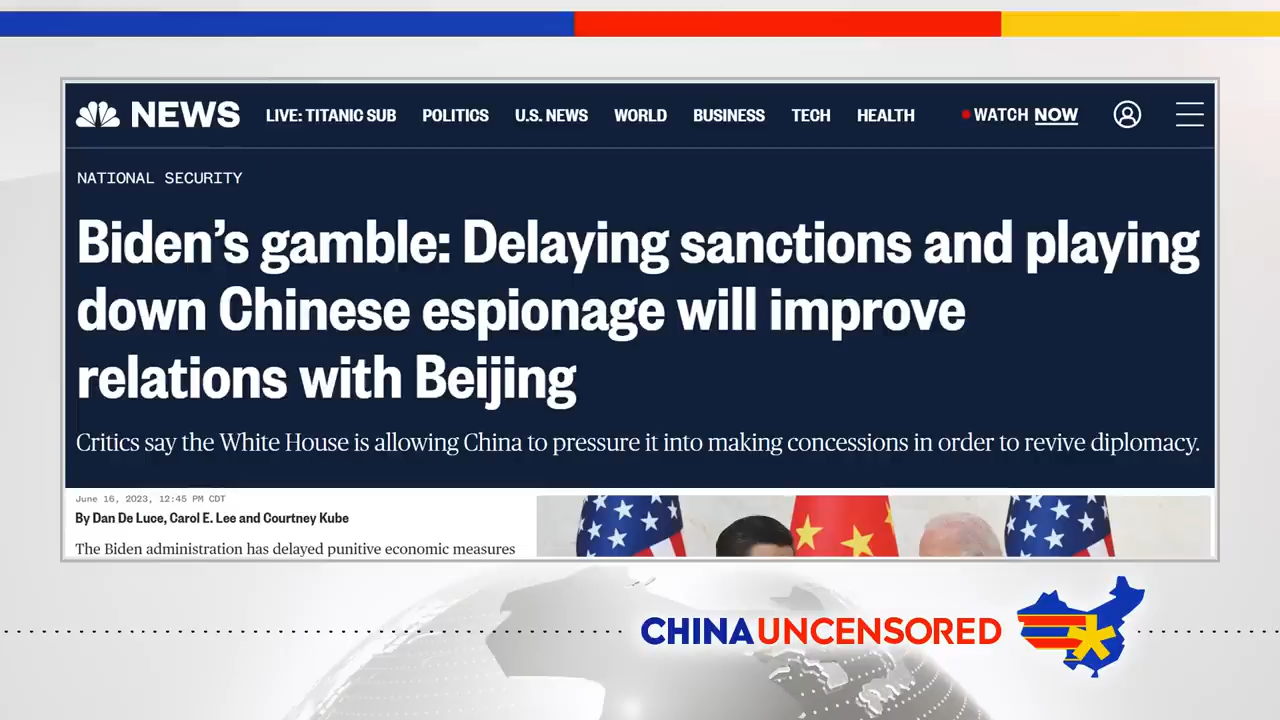 NEWS LIVE: TITANIC SUB POLITICS U.S. NEWS WORLD BUSINESS TECH HEALTH WATCH NOW
NATIONAL SECURITY
Biden’s gamble: Delaying sanctions and playing
down Chinese espionage will improve
relations with Beijing
Critics say the White House is allowing China to pressure it into making concessions in order to revive diplomacy.
June 16, 2023, 12:45 PM CDT
By Dan De Luce, Carol E. Lee and Courtney Kube
The Biden administration has delayed punitive economic measures
CHINA UNCENSORED